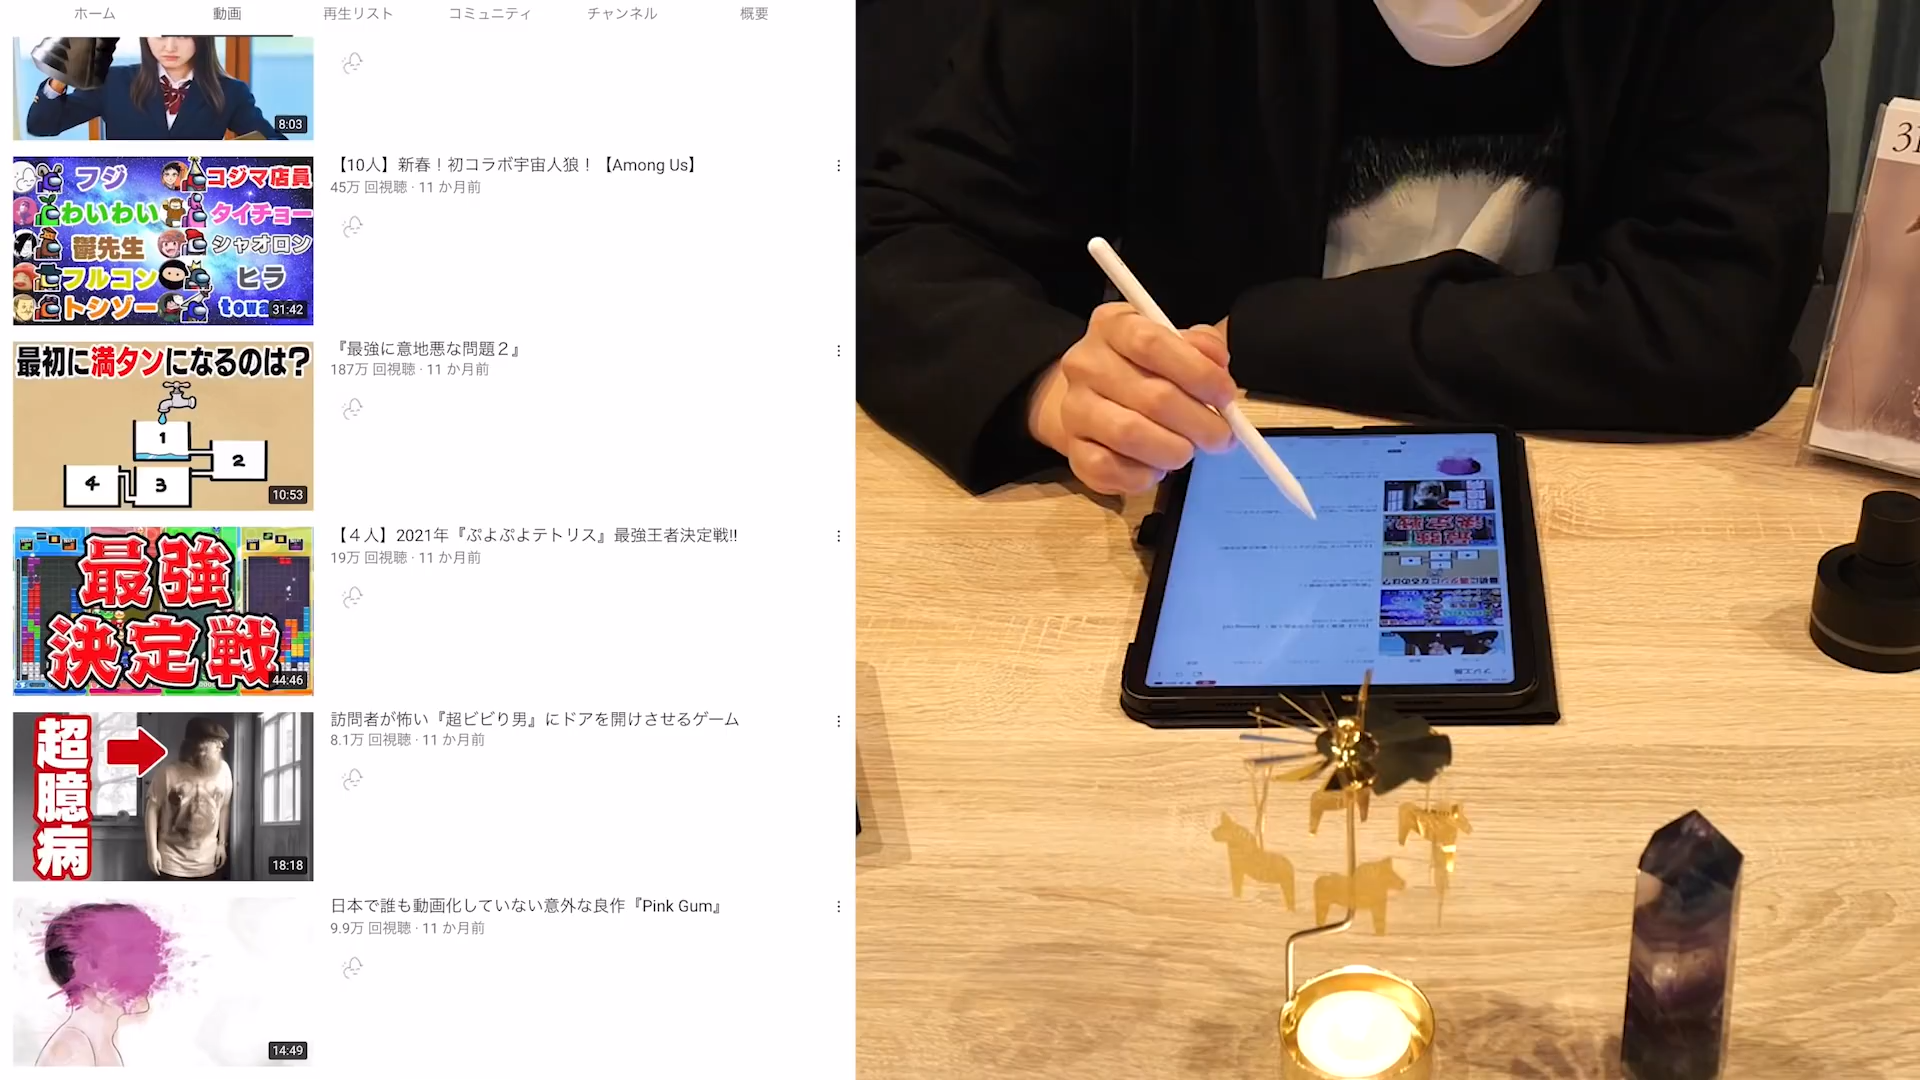 ホーム
動画
再生リスト
コミュニティ
チャンネル
概要
8:03
フジ
コジマ店員
わいわい
タイチョー
鬱先生
シャオロン
フルコン
ヒラ
トシゾー
31:42
【10人】新春！初コラボ宇宙人狼！【Among Us】
45万 回視聴 · 11 か月前
最初に満タンになるのは？
1
2
4
3
10:53
『最強に意地悪な問題２』
187万 回視聴 · 11 か月前
最強
決定戦
44:46
【４人】2021年『ぷよぷよテトリス』最強王者決定戦!!
19万 回視聴 · 11 か月前
超臆病
18:18
訪問者が怖い『超ビビり男』にドアを開けさせるゲーム
8.1万 回視聴 · 11 か月前
14:49
日本で誰も動画化していない意外な良作『Pink Gum』
9.9万 回視聴 · 11 か月前